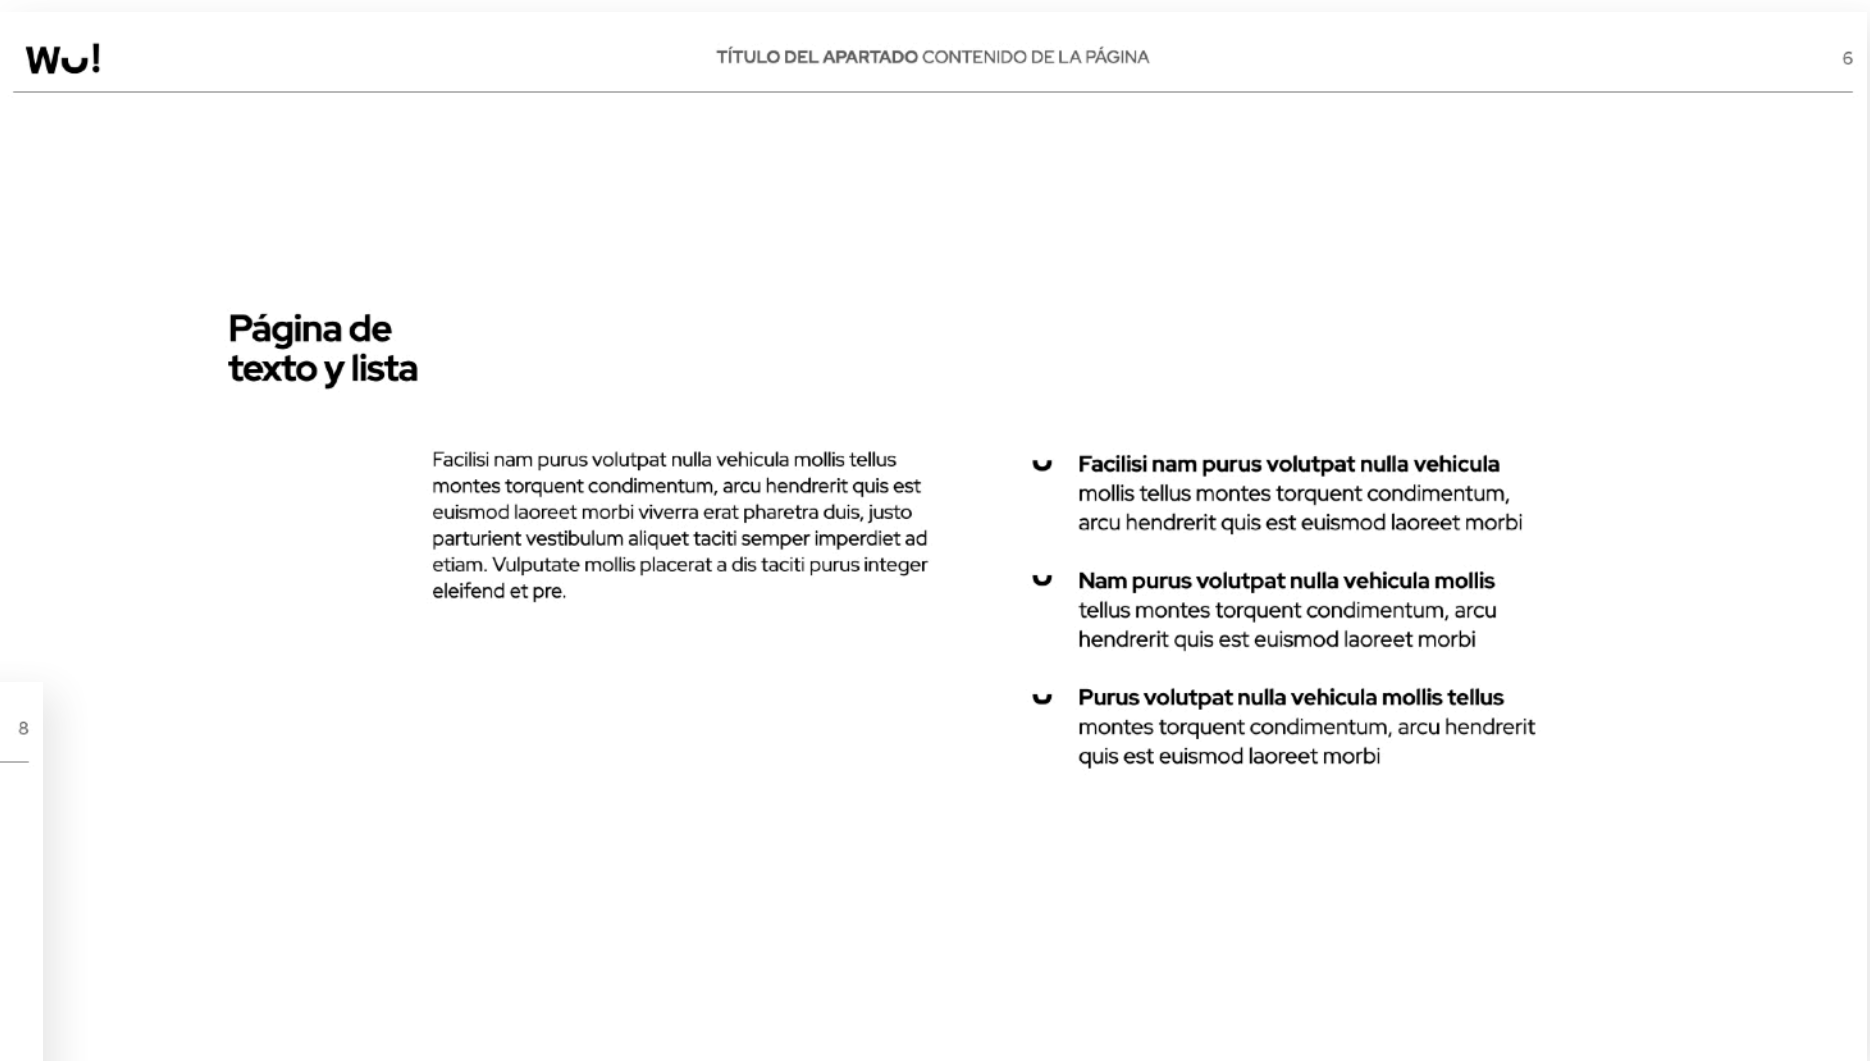 Wu!
TÍTULO DEL APARTADO CONTENIDO DE LA PÁGINA
6
Página de
texto y lista
Facilisi nam purus volutpat nulla vehicula mollis tellus
montes torquent condimentum, arcu hendrerit quis est
euismod laoreet morbi viverra erat pharetra duis, justo
parturient vestibulum aliquet taciti semper imperdiet ad
etiam. Vulputate mollis placerat a dis taciti purus integer
eleifend et pre.
Facilisi nam purus volutpat nulla vehicula
mollis tellus montes torquent condimentum,
arcu hendrerit quis est euismod laoreet morbi
Nam purus volutpat nulla vehicula mollis
tellus montes torquent condimentum, arcu
hendrerit quis est euismod laoreet morbi
Purus volutpat nulla vehicula mollis tellus
montes torquent condimentum, arcu hendrerit
quis est euismod laoreet morbi
8